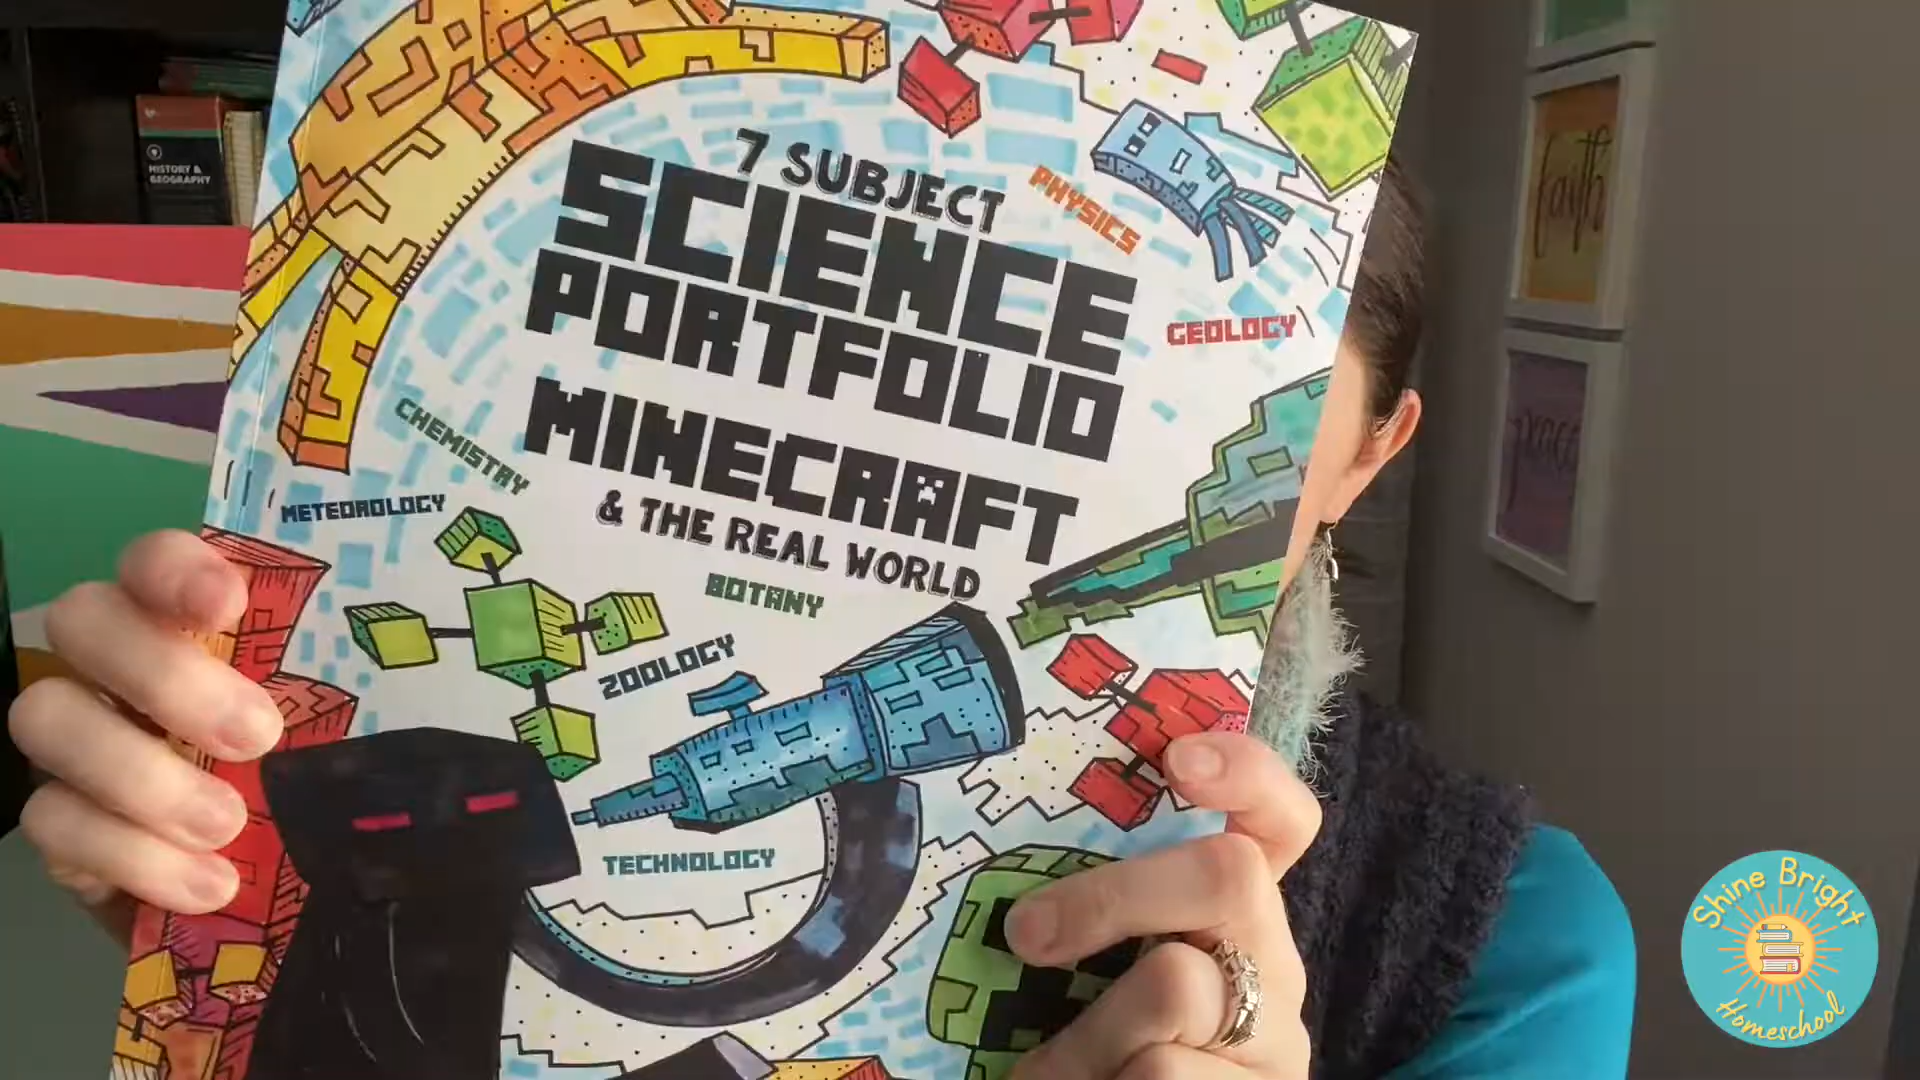 7 SUBJECT
SCIENCE
PORTFOLIO
MINECRAFT
& THE REAL WORLD
PHYSICS
GEOLOGY
CHEMISTRY
METEOROLOGY
BOTANY
ZOOLOGY
TECHNOLOGY
HISTORY &
GEOGRAPHY
faith
peace
Shine Bright
Homeschool